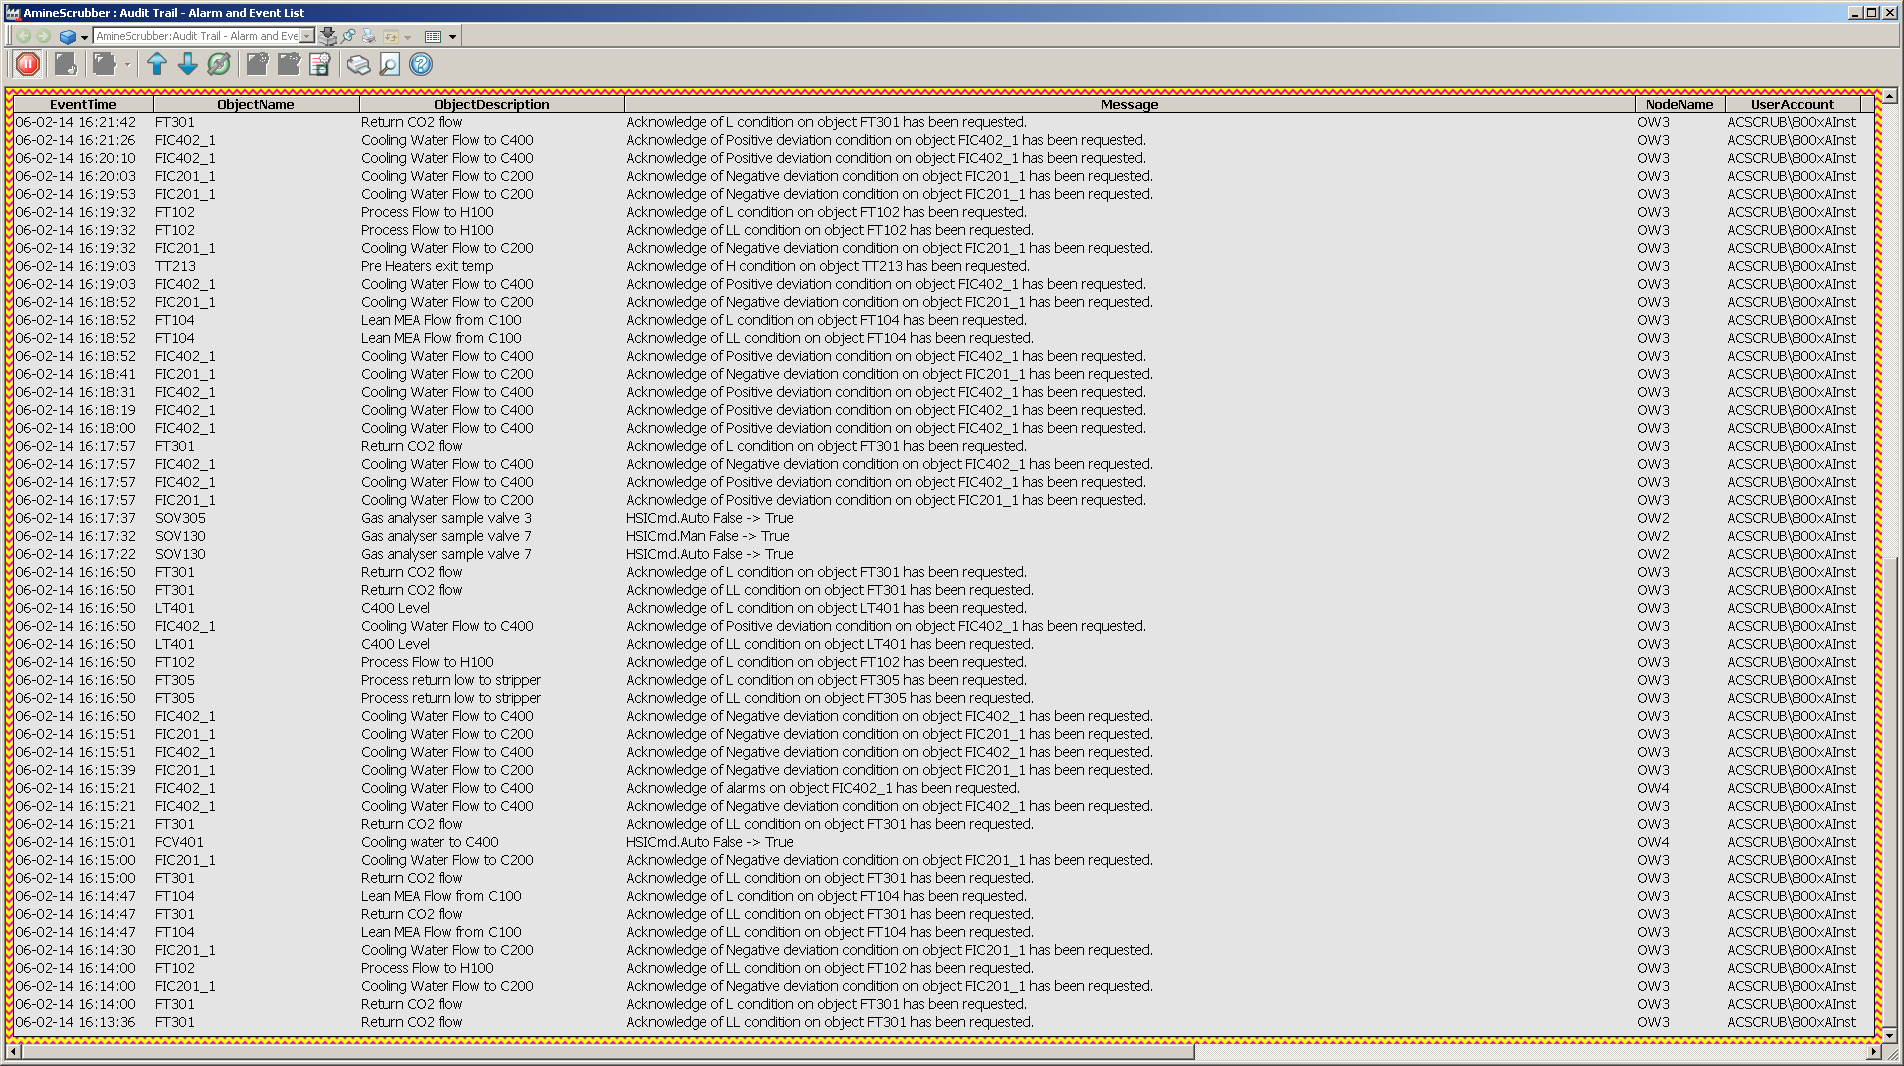 AmineScrubber : Audit Trail - Alarm and Event List
AmineScrubber:Audit Trail - Alarm and Eve
EventTime ObjectName ObjectDescription Message NodeName UserAccount
06-02-14 16:21:42 FT301 Return CO2 flow Acknowledge of L condition on object FT301 has been requested. OW3 ACSCRUB\800xAInst
06-02-14 16:21:26 FIC402_1 Cooling Water Flow to C400 Acknowledge of Positive deviation condition on object FIC402_1 has been requested. OW3 ACSCRUB\800xAInst
06-02-14 16:20:10 FIC402_1 Cooling Water Flow to C400 Acknowledge of Positive deviation condition on object FIC402_1 has been requested. OW3 ACSCRUB\800xAInst
06-02-14 16:20:03 FIC201_1 Cooling Water Flow to C200 Acknowledge of Negative deviation condition on object FIC201_1 has been requested. OW3 ACSCRUB\800xAInst
06-02-14 16:19:53 FIC201_1 Cooling Water Flow to C200 Acknowledge of Negative deviation condition on object FIC201_1 has been requested. OW3 ACSCRUB\800xAInst
06-02-14 16:19:32 FT102 Process Flow to H100 Acknowledge of L condition on object FT102 has been requested. OW3 ACSCRUB\800xAInst
06-02-14 16:19:32 FT102 Process Flow to H100 Acknowledge of LL condition on object FT102 has been requested. OW3 ACSCRUB\800xAInst
06-02-14 16:19:32 FIC201_1 Cooling Water Flow to C200 Acknowledge of Negative deviation condition on object FIC201_1 has been requested. OW3 ACSCRUB\800xAInst
06-02-14 16:19:03 TT213 Pre Heaters exit temp Acknowledge of H condition on object TT213 has been requested. OW3 ACSCRUB\800xAInst
06-02-14 16:19:03 FIC402_1 Cooling Water Flow to C400 Acknowledge of Positive deviation condition on object FIC402_1 has been requested. OW3 ACSCRUB\800xAInst
06-02-14 16:18:52 FIC201_1 Cooling Water Flow to C200 Acknowledge of Negative deviation condition on object FIC201_1 has been requested. OW3 ACSCRUB\800xAInst
06-02-14 16:18:52 FT104 Lean MEA Flow from C100 Acknowledge of L condition on object FT104 has been requested. OW3 ACSCRUB\800xAInst
06-02-14 16:18:52 FT104 Lean MEA Flow from C100 Acknowledge of LL condition on object FT104 has been requested. OW3 ACSCRUB\800xAInst
06-02-14 16:18:52 FIC402_1 Cooling Water Flow to C400 Acknowledge of Positive deviation condition on object FIC402_1 has been requested. OW3 ACSCRUB\800xAInst
06-02-14 16:18:41 FIC201_1 Cooling Water Flow to C200 Acknowledge of Negative deviation condition on object FIC201_1 has been requested. OW3 ACSCRUB\800xAInst
06-02-14 16:18:31 FIC402_1 Cooling Water Flow to C400 Acknowledge of Positive deviation condition on object FIC402_1 has been requested. OW3 ACSCRUB\800xAInst
06-02-14 16:18:19 FIC402_1 Cooling Water Flow to C400 Acknowledge of Positive deviation condition on object FIC402_1 has been requested. OW3 ACSCRUB\800xAInst
06-02-14 16:18:00 FIC402_1 Cooling Water Flow to C400 Acknowledge of Positive deviation condition on object FIC402_1 has been requested. OW3 ACSCRUB\800xAInst
06-02-14 16:17:57 FT301 Return CO2 flow Acknowledge of L condition on object FT301 has been requested. OW3 ACSCRUB\800xAInst
06-02-14 16:17:57 FIC402_1 Cooling Water Flow to C400 Acknowledge of Negative deviation condition on object FIC402_1 has been requested. OW3 ACSCRUB\800xAInst
06-02-14 16:17:57 FIC402_1 Cooling Water Flow to C400 Acknowledge of Positive deviation condition on object FIC402_1 has been requested. OW3 ACSCRUB\800xAInst
06-02-14 16:17:57 FIC201_1 Cooling Water Flow to C200 Acknowledge of Positive deviation condition on object FIC201_1 has been requested. OW3 ACSCRUB\800xAInst
06-02-14 16:17:37 SOV305 Gas analyser sample valve 3 HSICmd.Auto False -> True OW2 ACSCRUB\800xAInst
06-02-14 16:17:32 SOV130 Gas analyser sample valve 7 HSICmd.Man False -> True OW2 ACSCRUB\800xAInst
06-02-14 16:17:22 SOV130 Gas analyser sample valve 7 HSICmd.Auto False -> True OW2 ACSCRUB\800xAInst
06-02-14 16:16:50 FT301 Return CO2 flow Acknowledge of L condition on object FT301 has been requested. OW3 ACSCRUB\800xAInst
06-02-14 16:16:50 FT301 Return CO2 flow Acknowledge of LL condition on object FT301 has been requested. OW3 ACSCRUB\800xAInst
06-02-14 16:16:50 LT401 C400 Level Acknowledge of L condition on object LT401 has been requested. OW3 ACSCRUB\800xAInst
06-02-14 16:16:50 FIC402_1 Cooling Water Flow to C400 Acknowledge of Positive deviation condition on object FIC402_1 has been requested. OW3 ACSCRUB\800xAInst
06-02-14 16:16:50 LT401 C400 Level Acknowledge of LL condition on object LT401 has been requested. OW3 ACSCRUB\800xAInst
06-02-14 16:16:50 FT102 Process Flow to H100 Acknowledge of L condition on object FT102 has been requested. OW3 ACSCRUB\800xAInst
06-02-14 16:16:50 FT305 Process return low to stripper Acknowledge of L condition on object FT305 has been requested. OW3 ACSCRUB\800xAInst
06-02-14 16:16:50 FT305 Process return low to stripper Acknowledge of LL condition on object FT305 has been requested. OW3 ACSCRUB\800xAInst
06-02-14 16:16:50 FIC402_1 Cooling Water Flow to C400 Acknowledge of Negative deviation condition on object FIC402_1 has been requested. OW3 ACSCRUB\800xAInst
06-02-14 16:15:51 FIC201_1 Cooling Water Flow to C200 Acknowledge of Negative deviation condition on object FIC201_1 has been requested. OW3 ACSCRUB\800xAInst
06-02-14 16:15:51 FIC402_1 Cooling Water Flow to C400 Acknowledge of Negative deviation condition on object FIC402_1 has been requested. OW3 ACSCRUB\800xAInst
06-02-14 16:15:39 FIC201_1 Cooling Water Flow to C200 Acknowledge of Negative deviation condition on object FIC201_1 has been requested. OW3 ACSCRUB\800xAInst
06-02-14 16:15:21 FIC402_1 Cooling Water Flow to C400 Acknowledge of alarms on object FIC402_1 has been requested. OW4 ACSCRUB\800xAInst
06-02-14 16:15:21 FIC402_1 Cooling Water Flow to C400 Acknowledge of Negative deviation condition on object FIC402_1 has been requested. OW3 ACSCRUB\800xAInst
06-02-14 16:15:21 FT301 Return CO2 flow Acknowledge of LL condition on object FT301 has been requested. OW3 ACSCRUB\800xAInst
06-02-14 16:15:01 FCV401 Cooling water to C400 HSICmd.Auto False -> True OW4 ACSCRUB\800xAInst
06-02-14 16:15:00 FIC201_1 Cooling Water Flow to C200 Acknowledge of Negative deviation condition on object FIC201_1 has been requested. OW3 ACSCRUB\800xAInst
06-02-14 16:15:00 FT301 Return CO2 flow Acknowledge of LL condition on object FT301 has been requested. OW3 ACSCRUB\800xAInst
06-02-14 16:14:47 FT104 Lean MEA Flow from C100 Acknowledge of L condition on object FT104 has been requested. OW3 ACSCRUB\800xAInst
06-02-14 16:14:47 FT301 Return CO2 flow Acknowledge of LL condition on object FT301 has been requested. OW3 ACSCRUB\800xAInst
06-02-14 16:14:47 FT104 Lean MEA Flow from C100 Acknowledge of LL condition on object FT104 has been requested. OW3 ACSCRUB\800xAInst
06-02-14 16:14:30 FIC201_1 Cooling Water Flow to C200 Acknowledge of Negative deviation condition on object FIC201_1 has been requested. OW3 ACSCRUB\800xAInst
06-02-14 16:14:00 FT102 Process Flow to H100 Acknowledge of LL condition on object FT102 has been requested. OW3 ACSCRUB\800xAInst
06-02-14 16:14:00 FIC201_1 Cooling Water Flow to C200 Acknowledge of Negative deviation condition on object FIC201_1 has been requested. OW3 ACSCRUB\800xAInst
06-02-14 16:14:00 FT301 Return CO2 flow Acknowledge of L condition on object FT301 has been requested. OW3 ACSCRUB\800xAInst
06-02-14 16:13:36 FT301 Return CO2 flow Acknowledge of LL condition on object FT301 has been requested. OW3 ACSCRUB\800xAInst